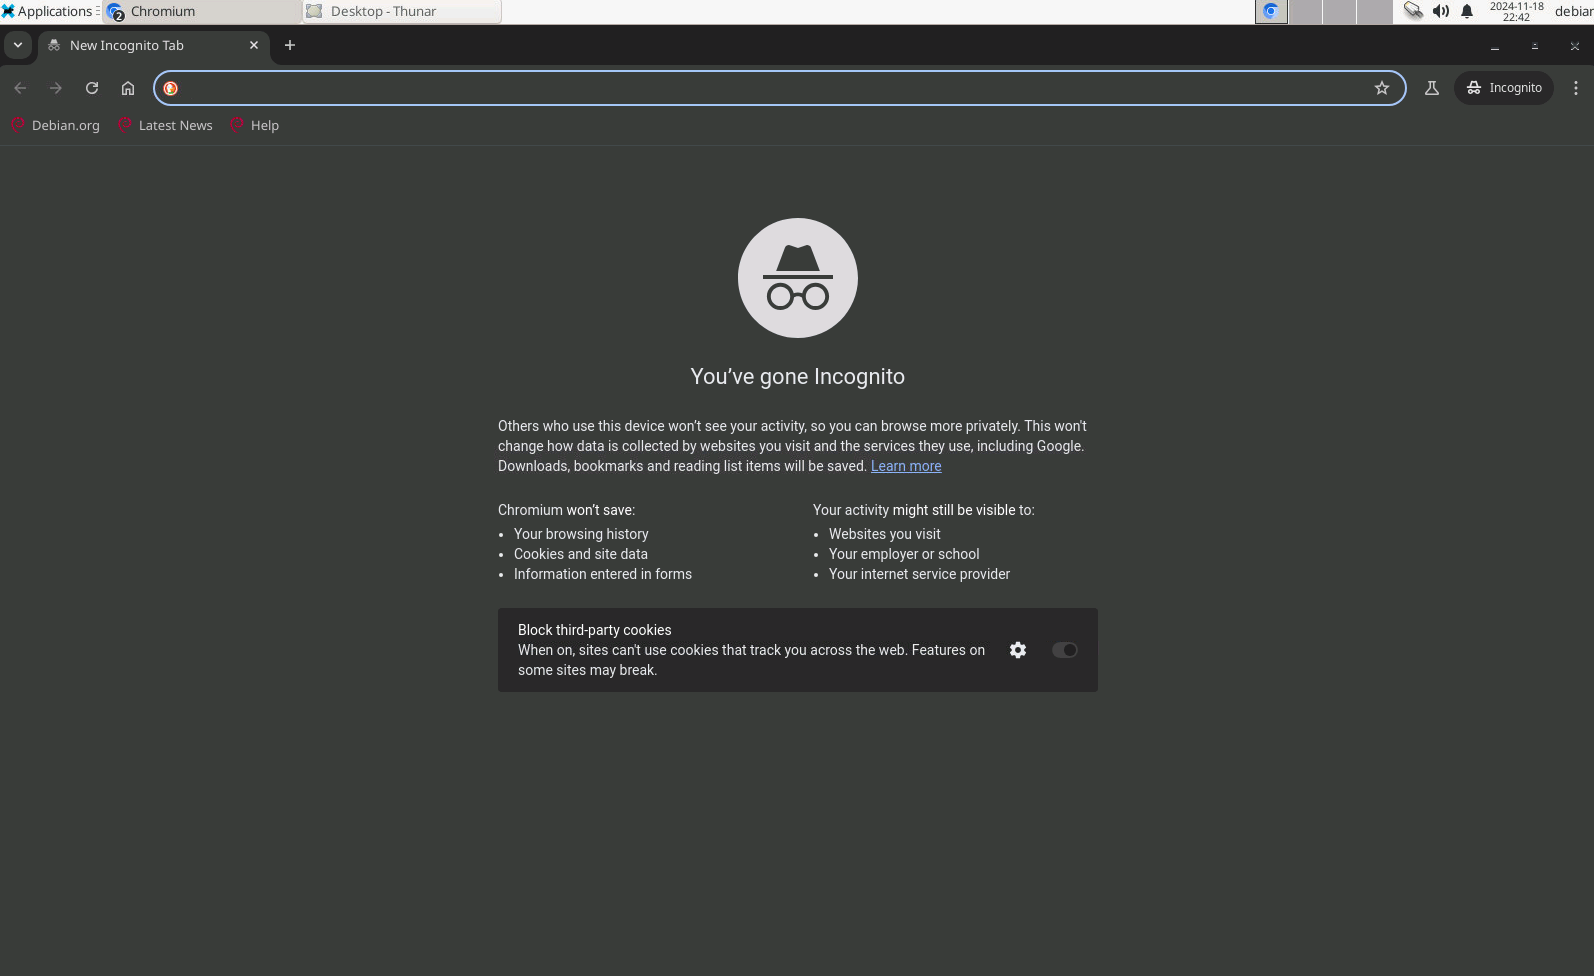 Applications
2 Chromium
Desktop - Thunar
2024-11-18
22:42
debian
New Incognito Tab
Incognito
Debian.org
Latest News
Help
You’ve gone Incognito
Others who use this device won’t see your activity, so you can browse more privately. This won't
change how data is collected by websites you visit and the services they use, including Google.
Downloads, bookmarks and reading list items will be saved. Learn more
Chromium won’t save:
Your browsing history
Cookies and site data
Information entered in forms
Your activity might still be visible to:
Websites you visit
Your employer or school
Your internet service provider
Block third-party cookies
When on, sites can't use cookies that track you across the web. Features on
some sites may break.